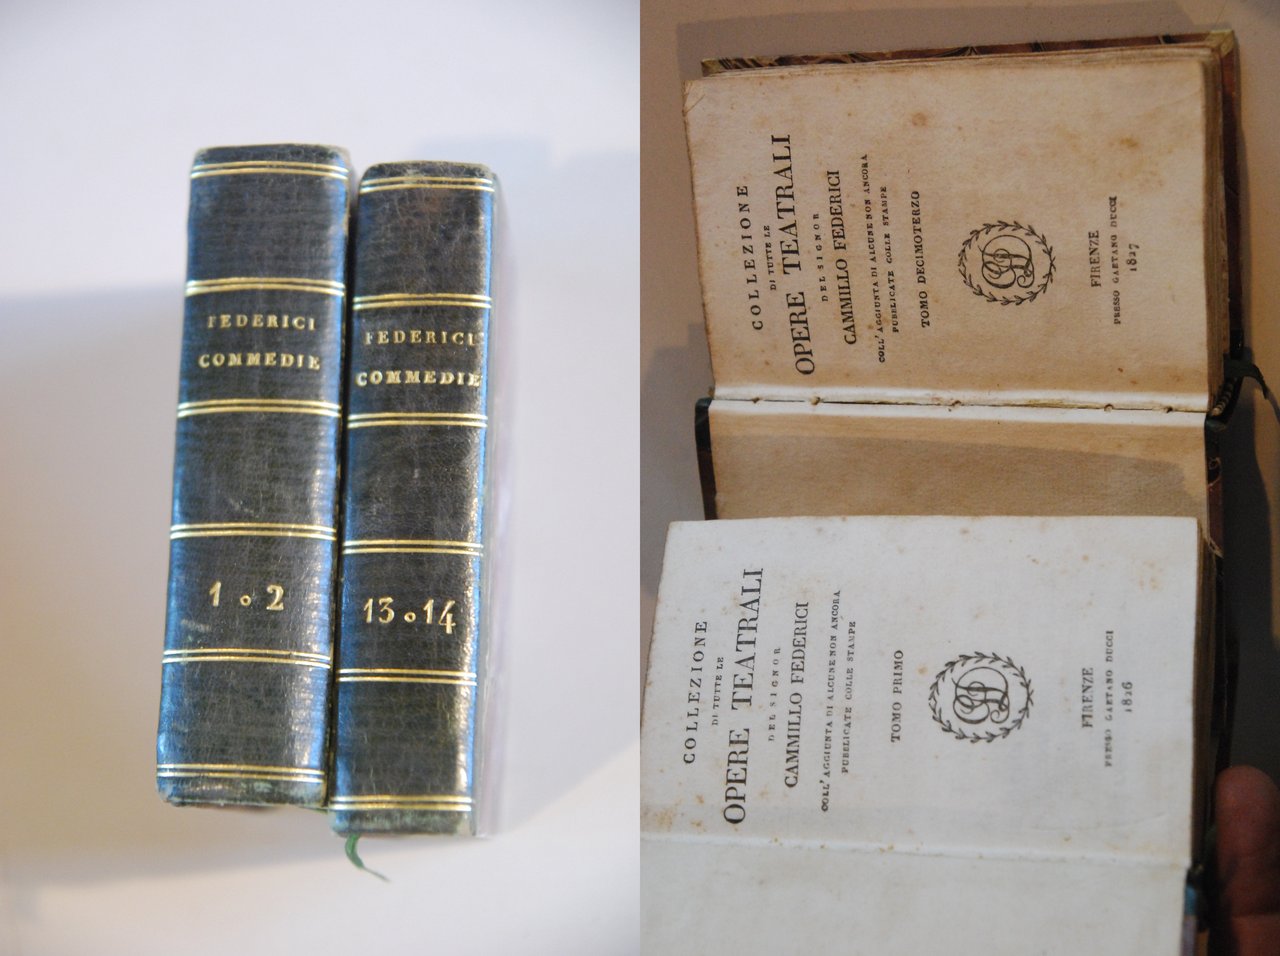 FEDERICI
COMMEDIE
1 . 2
FEDERICI
COMMEDIE
13 . 14
COLLEZIONE
DI TUTTE LE
OPERE TEATRALI
DEL SIGNOR
CAMMILLO FEDERICI
COLL' AGGIUNTA DI ALCUNE NON ANCORA
PUBBLICATE COLLE STAMPE
TOMO DECIMOTERZO
FIRENZE
PRESSO GAETANO DUCCI
1827
COLLEZIONE
DI TUTTE LE
OPERE TEATRALI
DEL SIGNOR
CAMMILLO FEDERICI
COLL' AGGIUNTA DI ALCUNE NON ANCORA
PUBBLICATE COLLE STAMPE
TOMO PRIMO
FIRENZE
PRESSO GAETANO DUCCI
1826